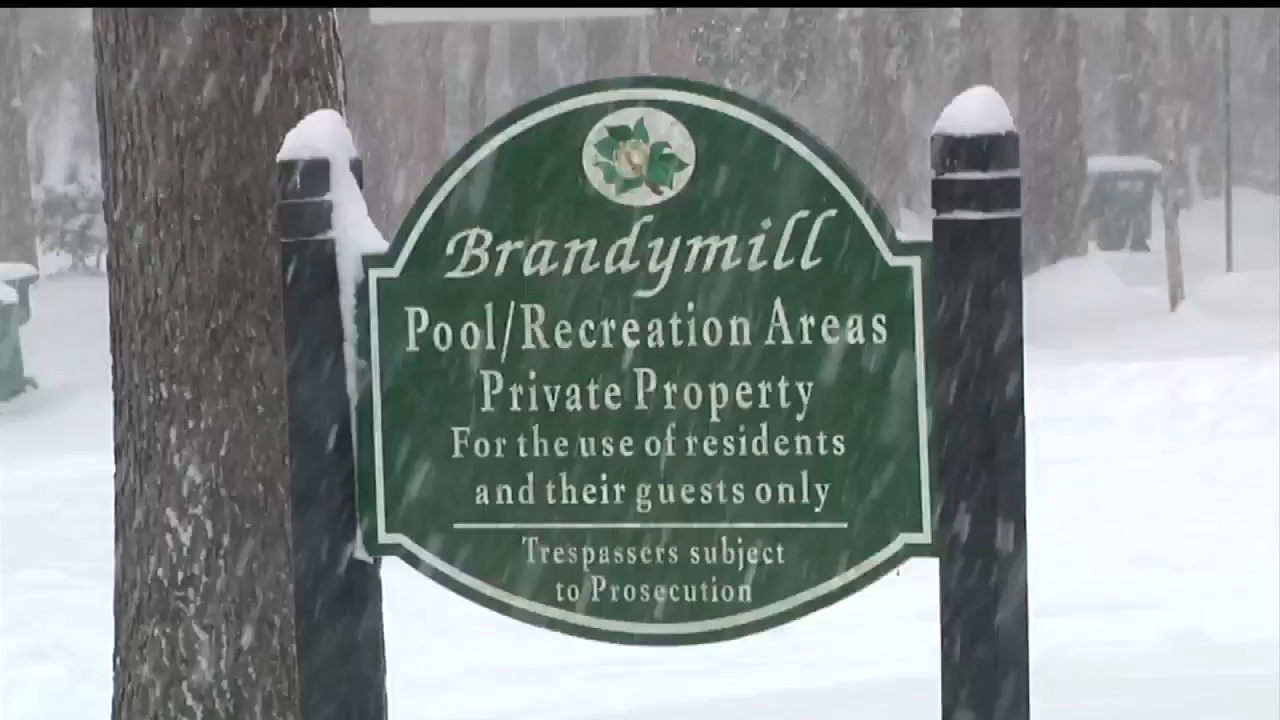 Brandymill
Pool/Recreation Areas
Private Property
For the use of residents
and their guests only
Trespassers subject
to Prosecution